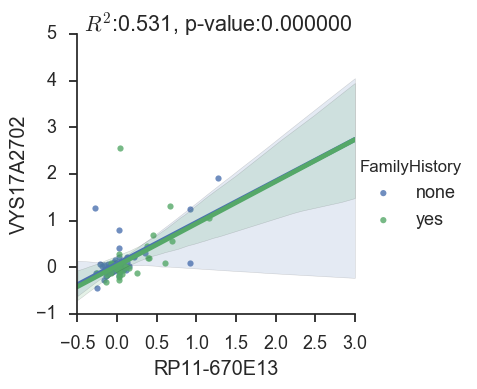 R²:0.531, p-value:0.000000
5
4
3
2
1
0
−1
VYS17A2702
−0.5 0.0 0.5 1.0 1.5 2.0 2.5 3.0
RP11-670E13
FamilyHistory
none
yes